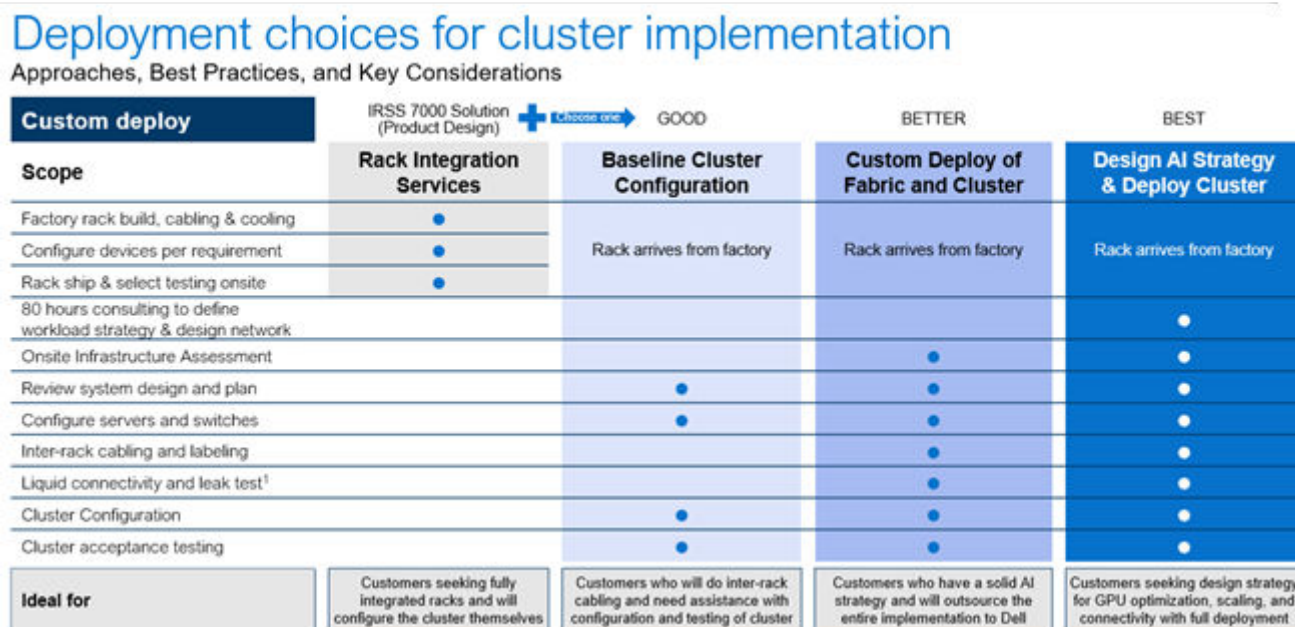 Deployment choices for cluster implementation
Approaches, Best Practices, and Key Considerations
Custom deploy
IRSS 7000 Solution
(Product Design)
Choose one
GOOD
BETTER
BEST
Scope
Rack Integration
Services
Baseline Cluster
Configuration
Custom Deploy of
Fabric and Cluster
Design AI Strategy
& Deploy Cluster
Factory rack build, cabling & cooling
Configure devices per requirement
Rack arrives from factory
Rack arrives from factory
Rack arrives from factory
Rack ship & select testing onsite
80 hours consulting to define
workload strategy & design network
Onsite Infrastructure Assessment
Review system design and plan
Configure servers and switches
Inter-rack cabling and labeling
Liquid connectivity and leak test¹
Cluster Configuration
Cluster acceptance testing
Ideal for
Customers seeking fully
integrated racks and will
configure the cluster themselves
Customers who will do inter-rack
cabling and need assistance with
configuration and testing of cluster
Customers who have a solid AI
strategy and will outsource the
entire implementation to Dell
Customers seeking design strategy
for GPU optimization, scaling, and
connectivity with full deployment